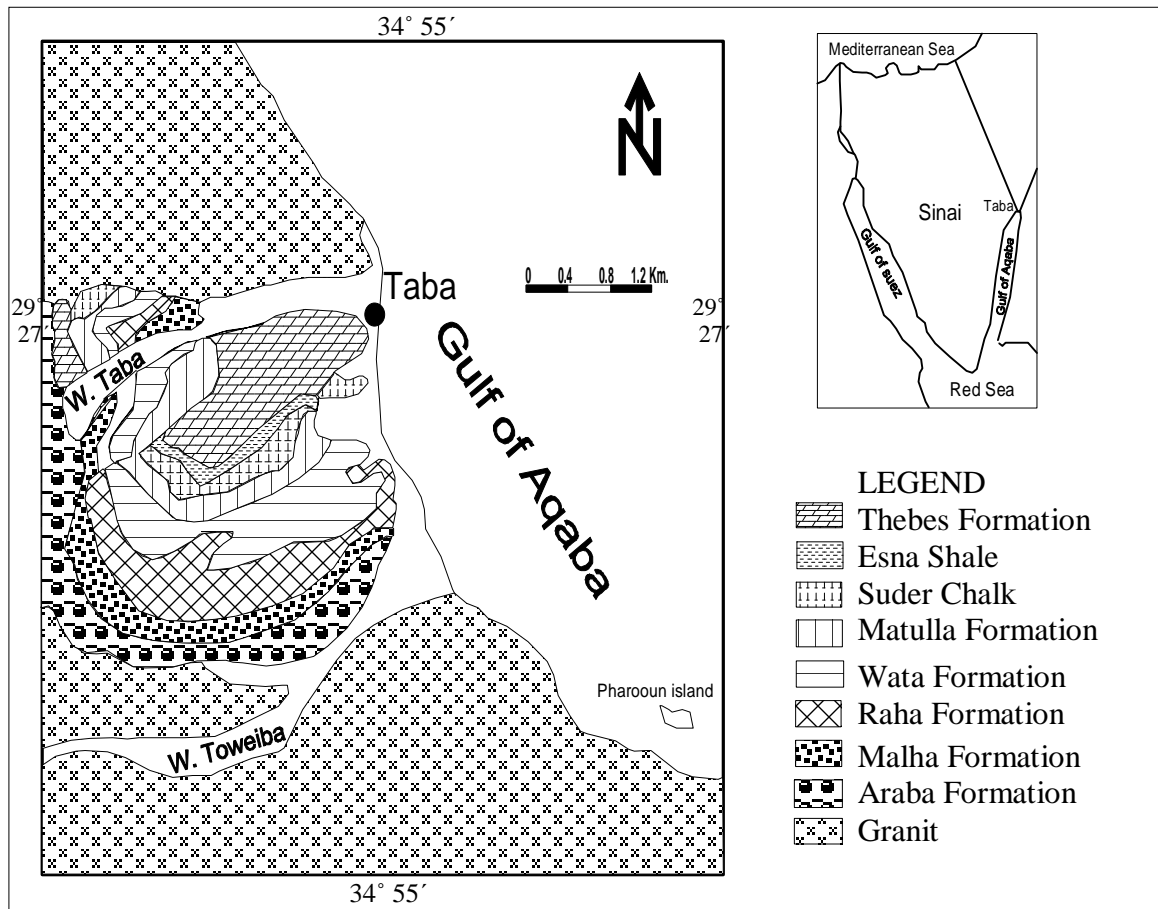 34° 55´
N
Taba
0 0.4 0.8 1.2 Km.
29°
27´
29°
27´
W. Taba
Gulf of Aqaba
Pharooun island
W. Toweiba
34° 55´
Mediterranean Sea
Sinai
Taba
Gulf of suez
Gulf of Aqaba
Red Sea
LEGEND
Thebes Formation
Esna Shale
Suder Chalk
Matulla Formation
Wata Formation
Raha Formation
Malha Formation
Araba Formation
Granit